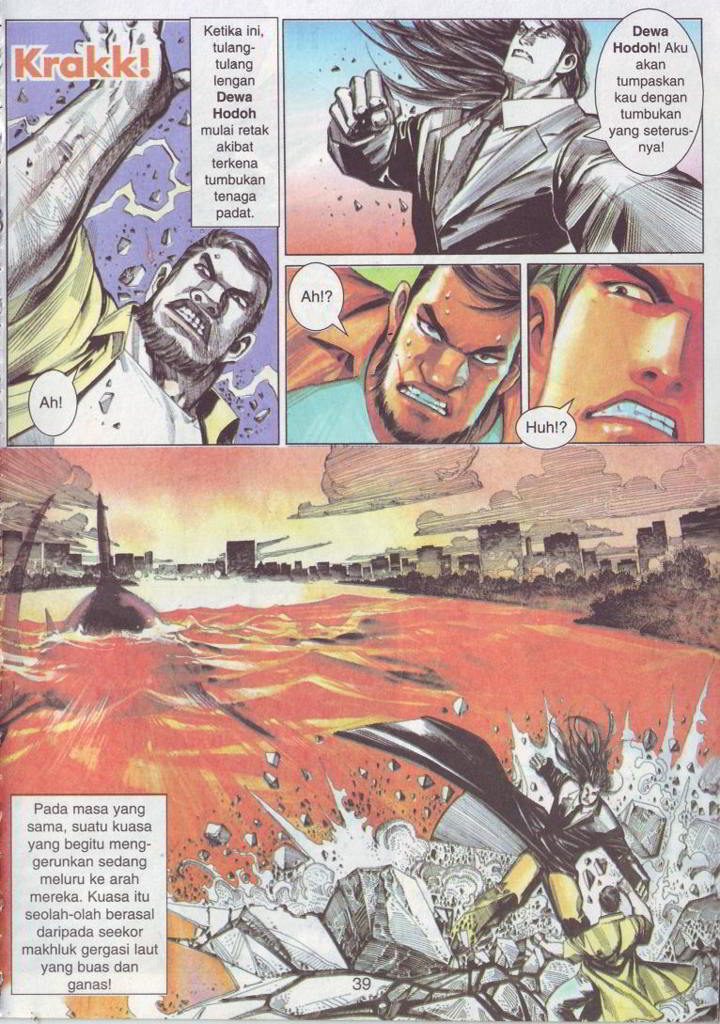 Krakk!
Ketika ini,
tulang-
tulang
lengan
Dewa
Hodoh
mulai retak
akibat
terkena
tumbukan
tenaga
padat.
Dewa
Hodoh! Aku
akan
tumpaskan
kau dengan
tumbukan
yang seterus-
nya!
Ah!
Ah!?
Huh!?
Pada masa yang
sama, suatu kuasa
yang begitu meng-
gerunkan sedang
meluru ke arah
mereka. Kuasa itu
seolah-olah berasal
daripada seekor
makhluk gergasi laut
yang buas dan
ganas!
39